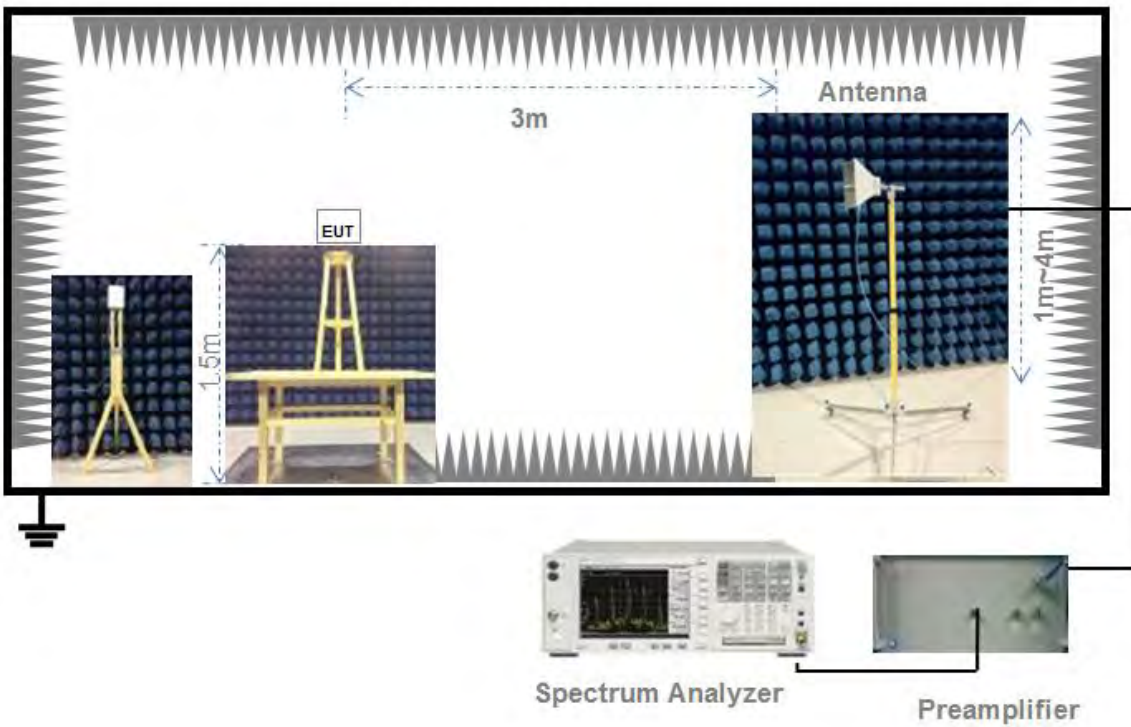 Antenna
3m
EUT
1.5m
1m~4m
Spectrum Analyzer
Preamplifier